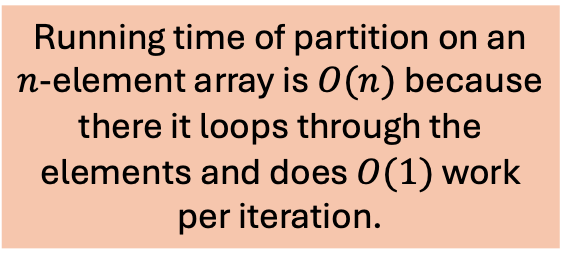 Running time of partition on an
n-element array is O(n) because
there it loops through the
elements and does O(1) work
per iteration.